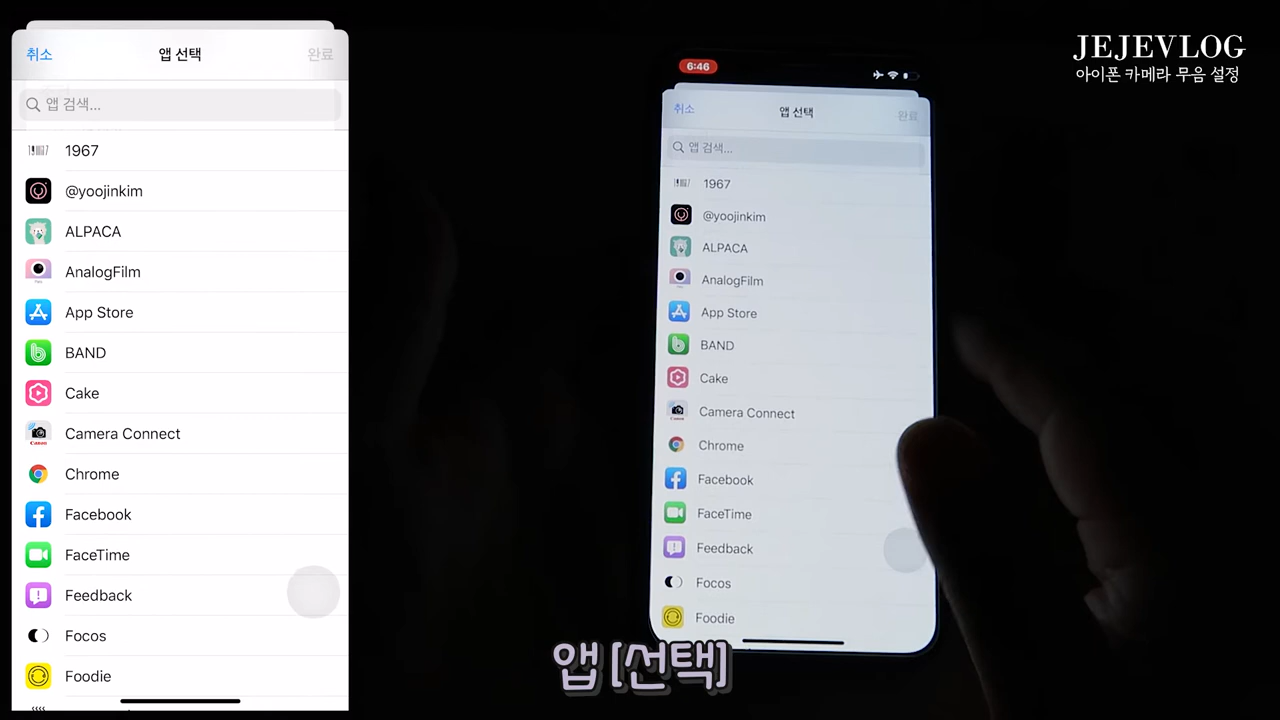 취소 앱 선택 완료
앱 검색...
1967
@yoojinkim
ALPACA
AnalogFilm
App Store
BAND
Cake
Camera Connect
Chrome
Facebook
FaceTime
Feedback
Focos
Foodie
6:46
취소 앱 선택 완료
앱 검색...
1967
@yoojinkim
ALPACA
AnalogFilm
App Store
BAND
Cake
Camera Connect
Chrome
Facebook
FaceTime
Feedback
Focos
Foodie
JEJEVLOG
아이폰 카메라 무음 설정
앱 [선택]